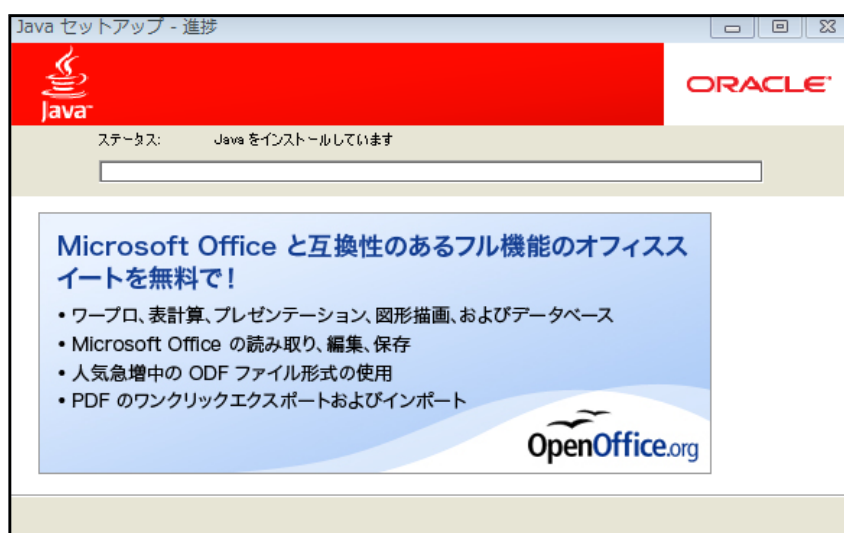 Java セットアップ - 進捗
Java
ORACLE
ステータス: Java をインストールしています
Microsoft Office と互換性のあるフル機能のオフィスス
イートを無料で!
• ワープロ、表計算、プレゼンテーション、図形描画、およびデータベース
• Microsoft Office の読み取り、編集、保存
• 人気急増中の ODF ファイル形式の使用
• PDF のワンクリックエクスポートおよびインポート
OpenOffice.org